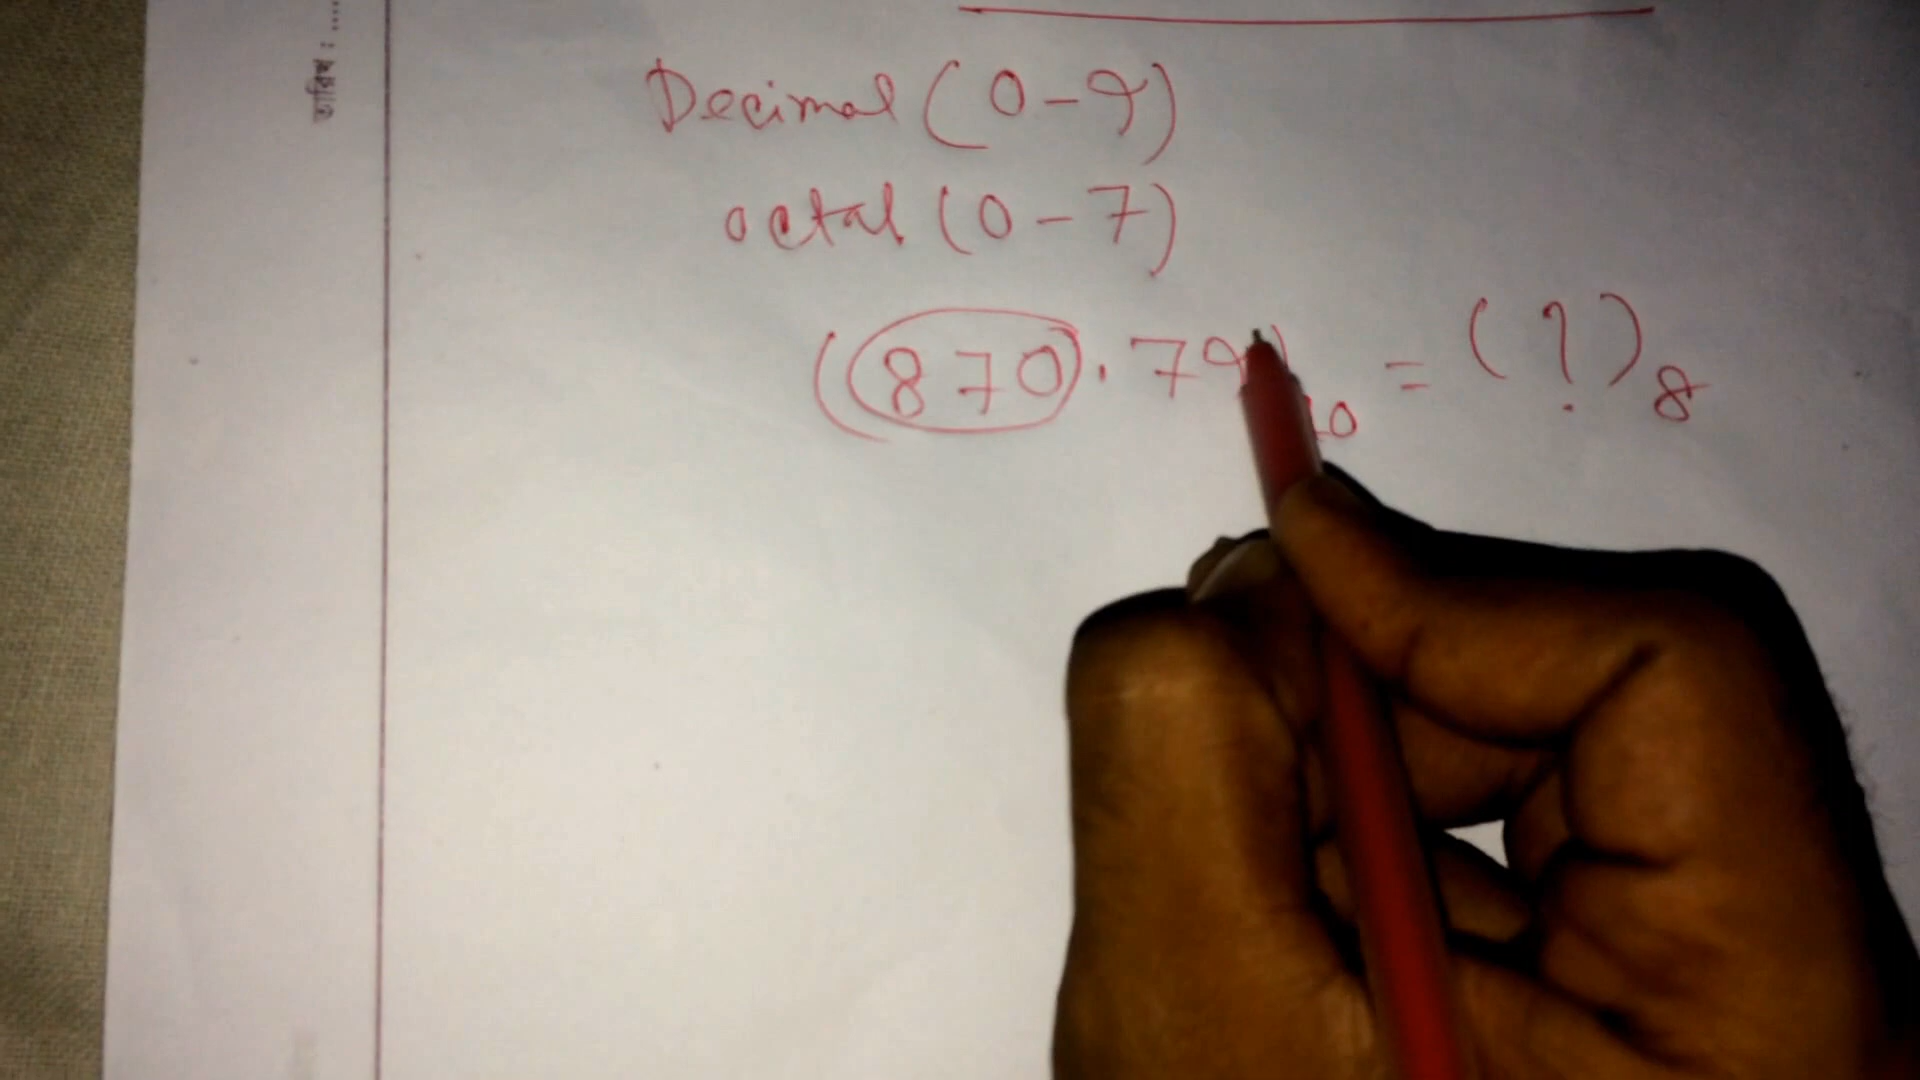 তারিখ : ....
Decimal (0-9)
octal (0-7)
(870.79)10 = (?)8